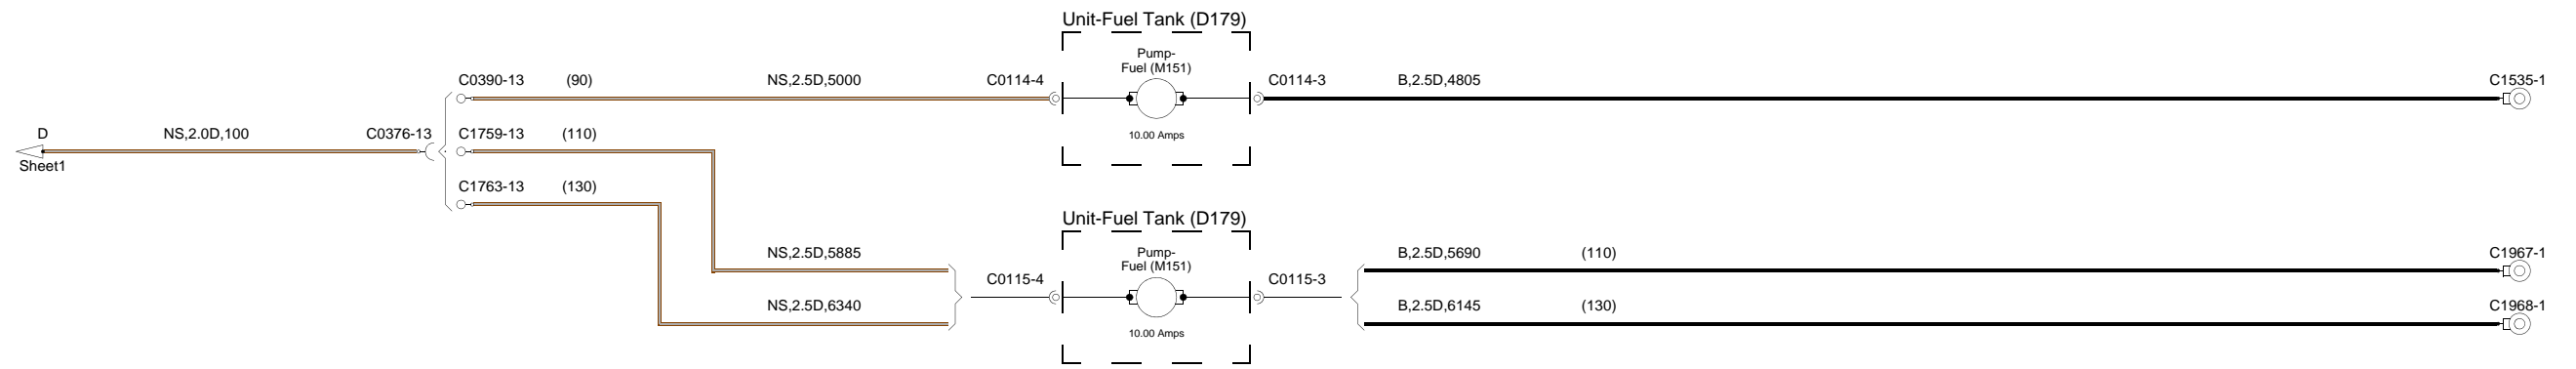 Unit-Fuel Tank (D179)
Pump-
Fuel (M151)
C0390-13 (90) NS,2.5D,5000 C0114-4 C0114-3 B,2.5D,4805 C1535-1
10.00 Amps
D NS,2.0D,100 C0376-13 C1759-13 (110)
Sheet1
C1763-13 (130)
Unit-Fuel Tank (D179)
Pump-
Fuel (M151)
NS,2.5D,5885 B,2.5D,5690 (110) C1967-1
C0115-4 C0115-3
NS,2.5D,6340 B,2.5D,6145 (130) C1968-1
10.00 Amps